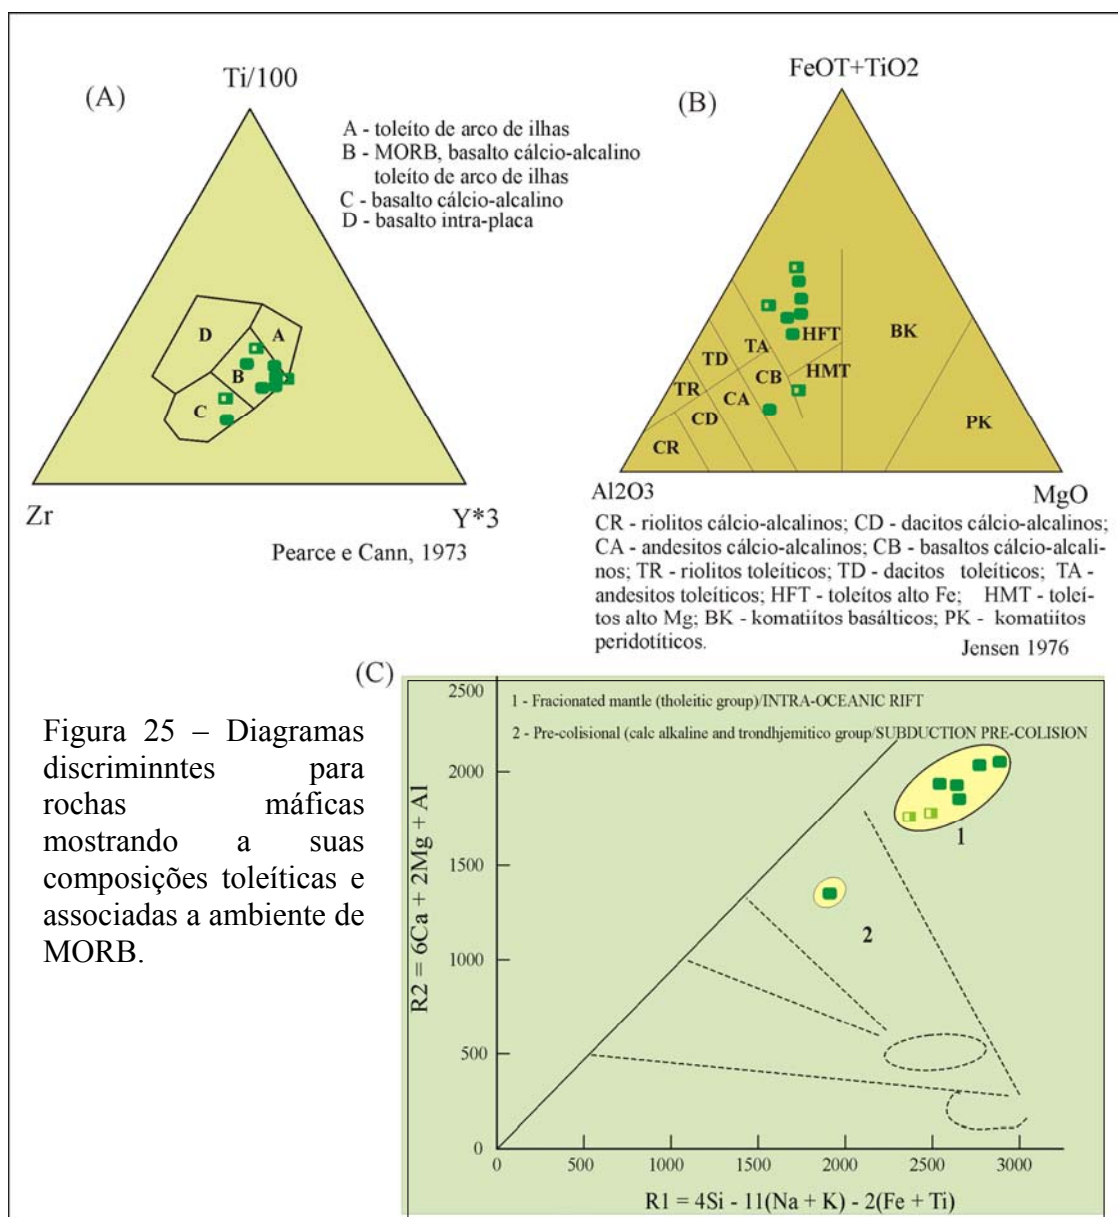 (A)
Ti/100
A - toleíto de arco de ilhas
B - MORB, basalto cálcio-alcalino
toleíto de arco de ilhas
C - basalto cálcio-alcalino
D - basalto intra-placa
D
A
B
C
Zr
Y*3
Pearce e Cann, 1973
(B)
FeOT+TiO2
HFT
BK
TA
TD
HMT
CB
TR
CA
CD
PK
CR
Al2O3
MgO
CR - riolitos cálcio-alcalinos; CD - dacitos cálcio-alcalinos;
CA - andesitos cálcio-alcalinos; CB - basaltos cálcio-alcali-
nos; TR - riolitos toleíticos; TD - dacitos toleíticos; TA -
andesitos toleíticos; HFT - toleítos alto Fe; HMT - toleí-
tos alto Mg; BK - komatiítos basálticos; PK - komatiítos
peridotíticos.
Jensen 1976
Figura 25 – Diagramas
discriminntes para
rochas máficas
mostrando a suas
composições toleíticas e
associadas a ambiente de
MORB.
(C)
1 - Fracionated mantle (tholeitic group)/INTRA-OCEANIC RIFT
2 - Pre-colisional (calc alkaline and trondhjemitico group/SUBDUCTION PRE-COLISION
R2 = 6Ca + 2Mg + Al
2500
2000
1500
1000
500
0
1
2
0
500
1000
1500
2000
2500
3000
R1 = 4Si - 11(Na + K) - 2(Fe + Ti)